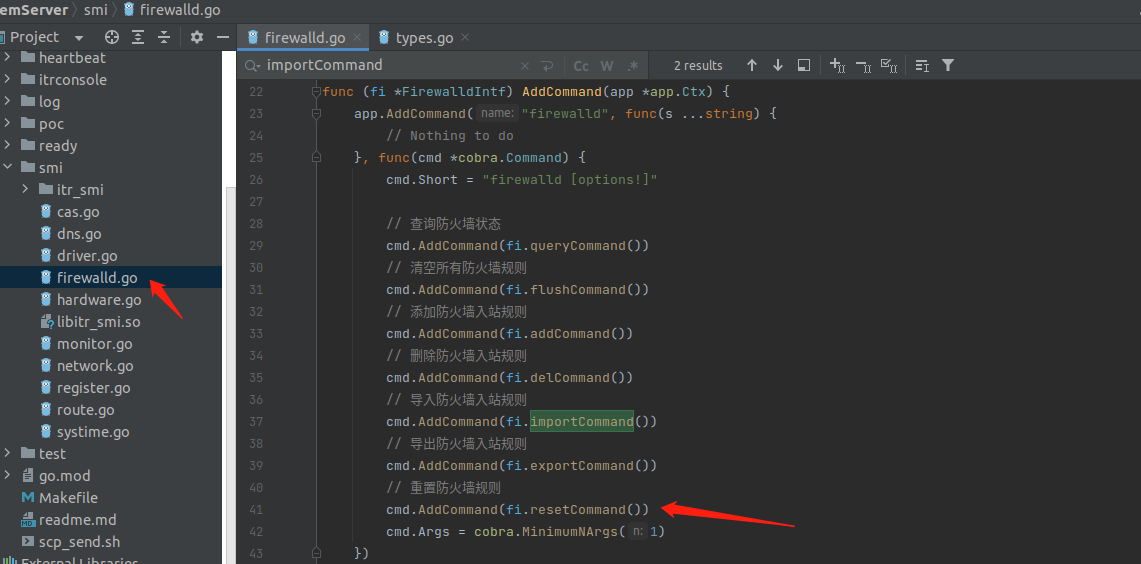 emServer smi firewalld.go
Project
heartbeat
itrconsole
log
poc
ready
smi
itr_smi
cas.go
dns.go
driver.go
firewalld.go
hardware.go
libitr_smi.so
monitor.go
network.go
register.go
route.go
systime.go
test
go.mod
Makefile
readme.md
scp_send.sh
External Libraries
firewalld.go types.go
importCommand Cc W .* 2 results
22 func (fi *FirewalldIntf) AddCommand(app *app.Ctx) {
23 app.AddCommand( name: "firewalld", func(s ...string) {
24 // Nothing to do
25 }, func(cmd *cobra.Command) {
26 cmd.Short = "firewalld [options!]"
27
28 // 查询防火墙状态
29 cmd.AddCommand(fi.queryCommand())
30 // 清空所有防火墙规则
31 cmd.AddCommand(fi.flushCommand())
32 // 添加防火墙入站规则
33 cmd.AddCommand(fi.addCommand())
34 // 删除防火墙入站规则
35 cmd.AddCommand(fi.delCommand())
36 // 导入防火墙入站规则
37 cmd.AddCommand(fi.importCommand())
38 // 导出防火墙入站规则
39 cmd.AddCommand(fi.exportCommand())
40 // 重置防火墙规则
41 cmd.AddCommand(fi.resetCommand())
42 cmd.Args = cobra.MinimumNArgs( n: 1)
43 })